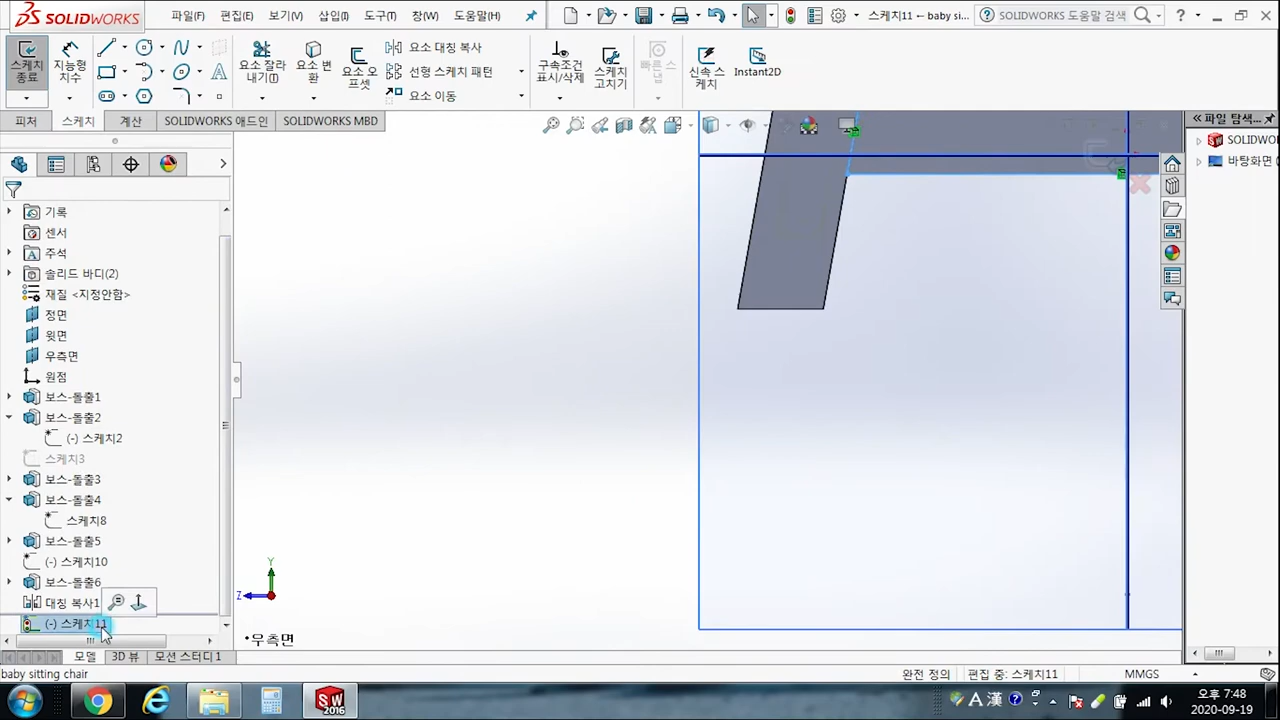 SOLIDWORKS
파일(F)
편집(E)
보기(V)
삽입(I)
도구(T)
창(W)
도움말(H)
스케치11 ← baby si...
SOLIDWORKS 도움말 검색
스케치 종료
지능형 치수
요소 잘라내기(I)
요소 변환
요소 오프셋
요소 대칭 복사
선형 스케치 패턴
요소 이동
구속조건 표시/삭제
빠른 스냅
스케치 고치기
신속 스케치
Instant2D
피처
스케치
계산
SOLIDWORKS 애드인
SOLIDWORKS MBD
파일 탐색...
SOLIDWO
바탕화면
기록
센서
주석
솔리드 바디(2)
재질 <지정안함>
정면
윗면
우측면
원점
보스-돌출1
보스-돌출2
(-) 스케치2
스케치3
보스-돌출3
보스-돌출4
스케치8
보스-돌출5
(-) 스케치10
보스-돌출6
대칭 복사1
(-) 스케치11
Y
Z
*우측면
모델
3D 뷰
모션 스터디 1
baby sitting chair
완전 정의
편집 중: 스케치11
MMGS
SW
2016
A 漢
오후 7:48
2020-09-19